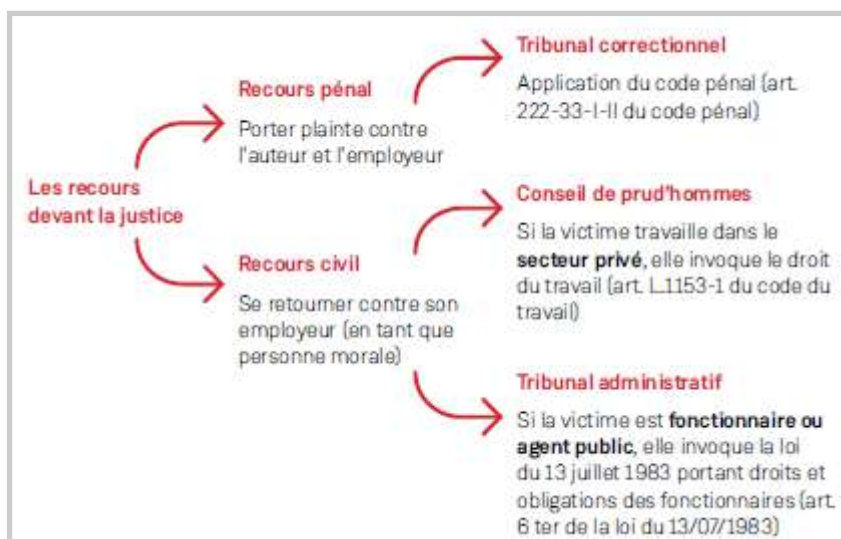 Les recours
devant la justice
Recours pénal
Porter plainte contre
l'auteur et l'employeur
Tribunal correctionnel
Application du code pénal (art.
222-33-I-II du code pénal)
Recours civil
Se retourner contre son
employeur (en tant que
personne morale)
Conseil de prud'hommes
Si la victime travaille dans le
secteur privé, elle invoque le droit
du travail (art. L.1153-1 du code du
travail)
Tribunal administratif
Si la victime est fonctionnaire ou
agent public, elle invoque la loi
du 13 juillet 1983 portant droits et
obligations des fonctionnaires (art.
6 ter de la loi du 13/07/1983)